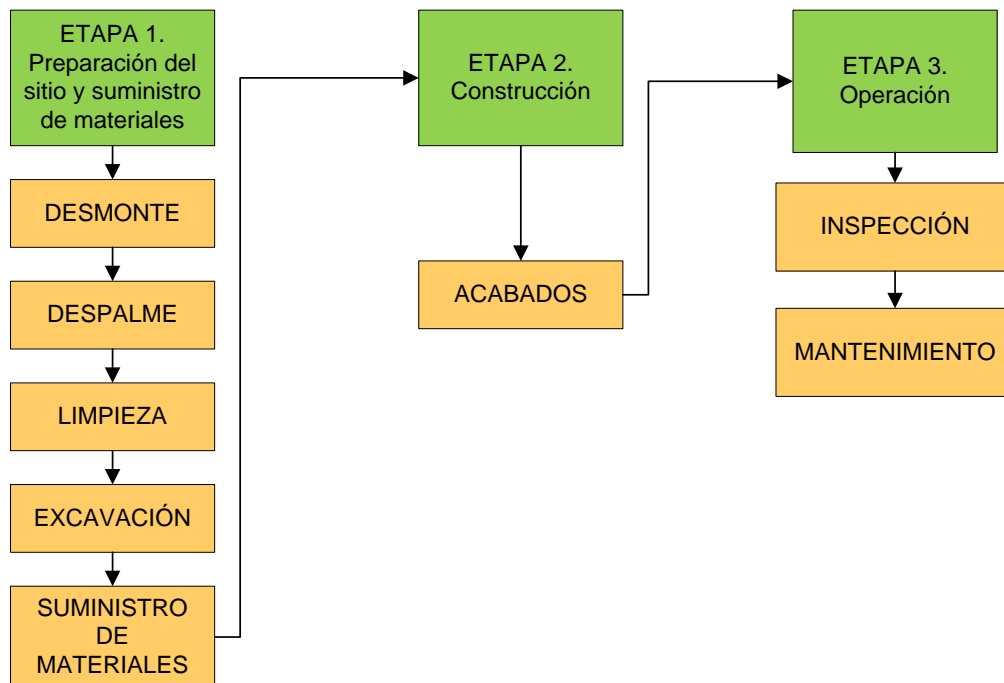 ETAPA 1.
Preparación del
sitio y suministro
de materiales
DESMONTE
DESPALME
LIMPIEZA
EXCAVACIÓN
SUMINISTRO
DE
MATERIALES
ETAPA 2.
Construcción
ACABADOS
ETAPA 3.
Operación
INSPECCIÓN
MANTENIMIENTO